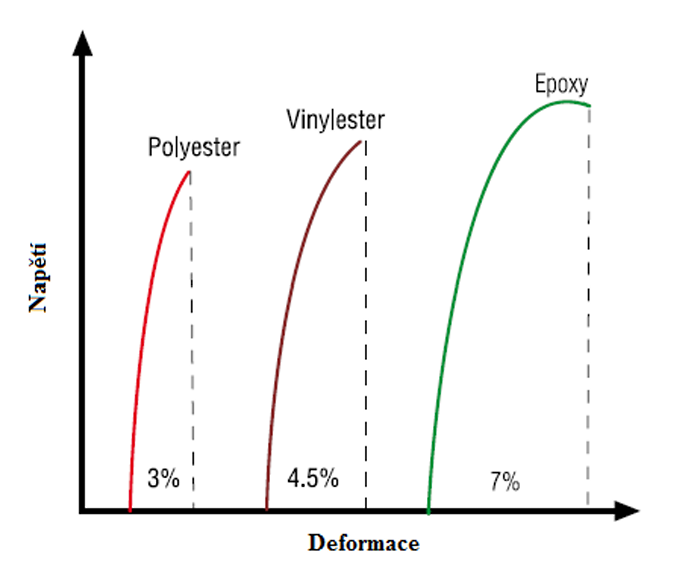 Epoxy
Vinylester
Polyester
Napětí
3%
4.5%
7%
Deformace